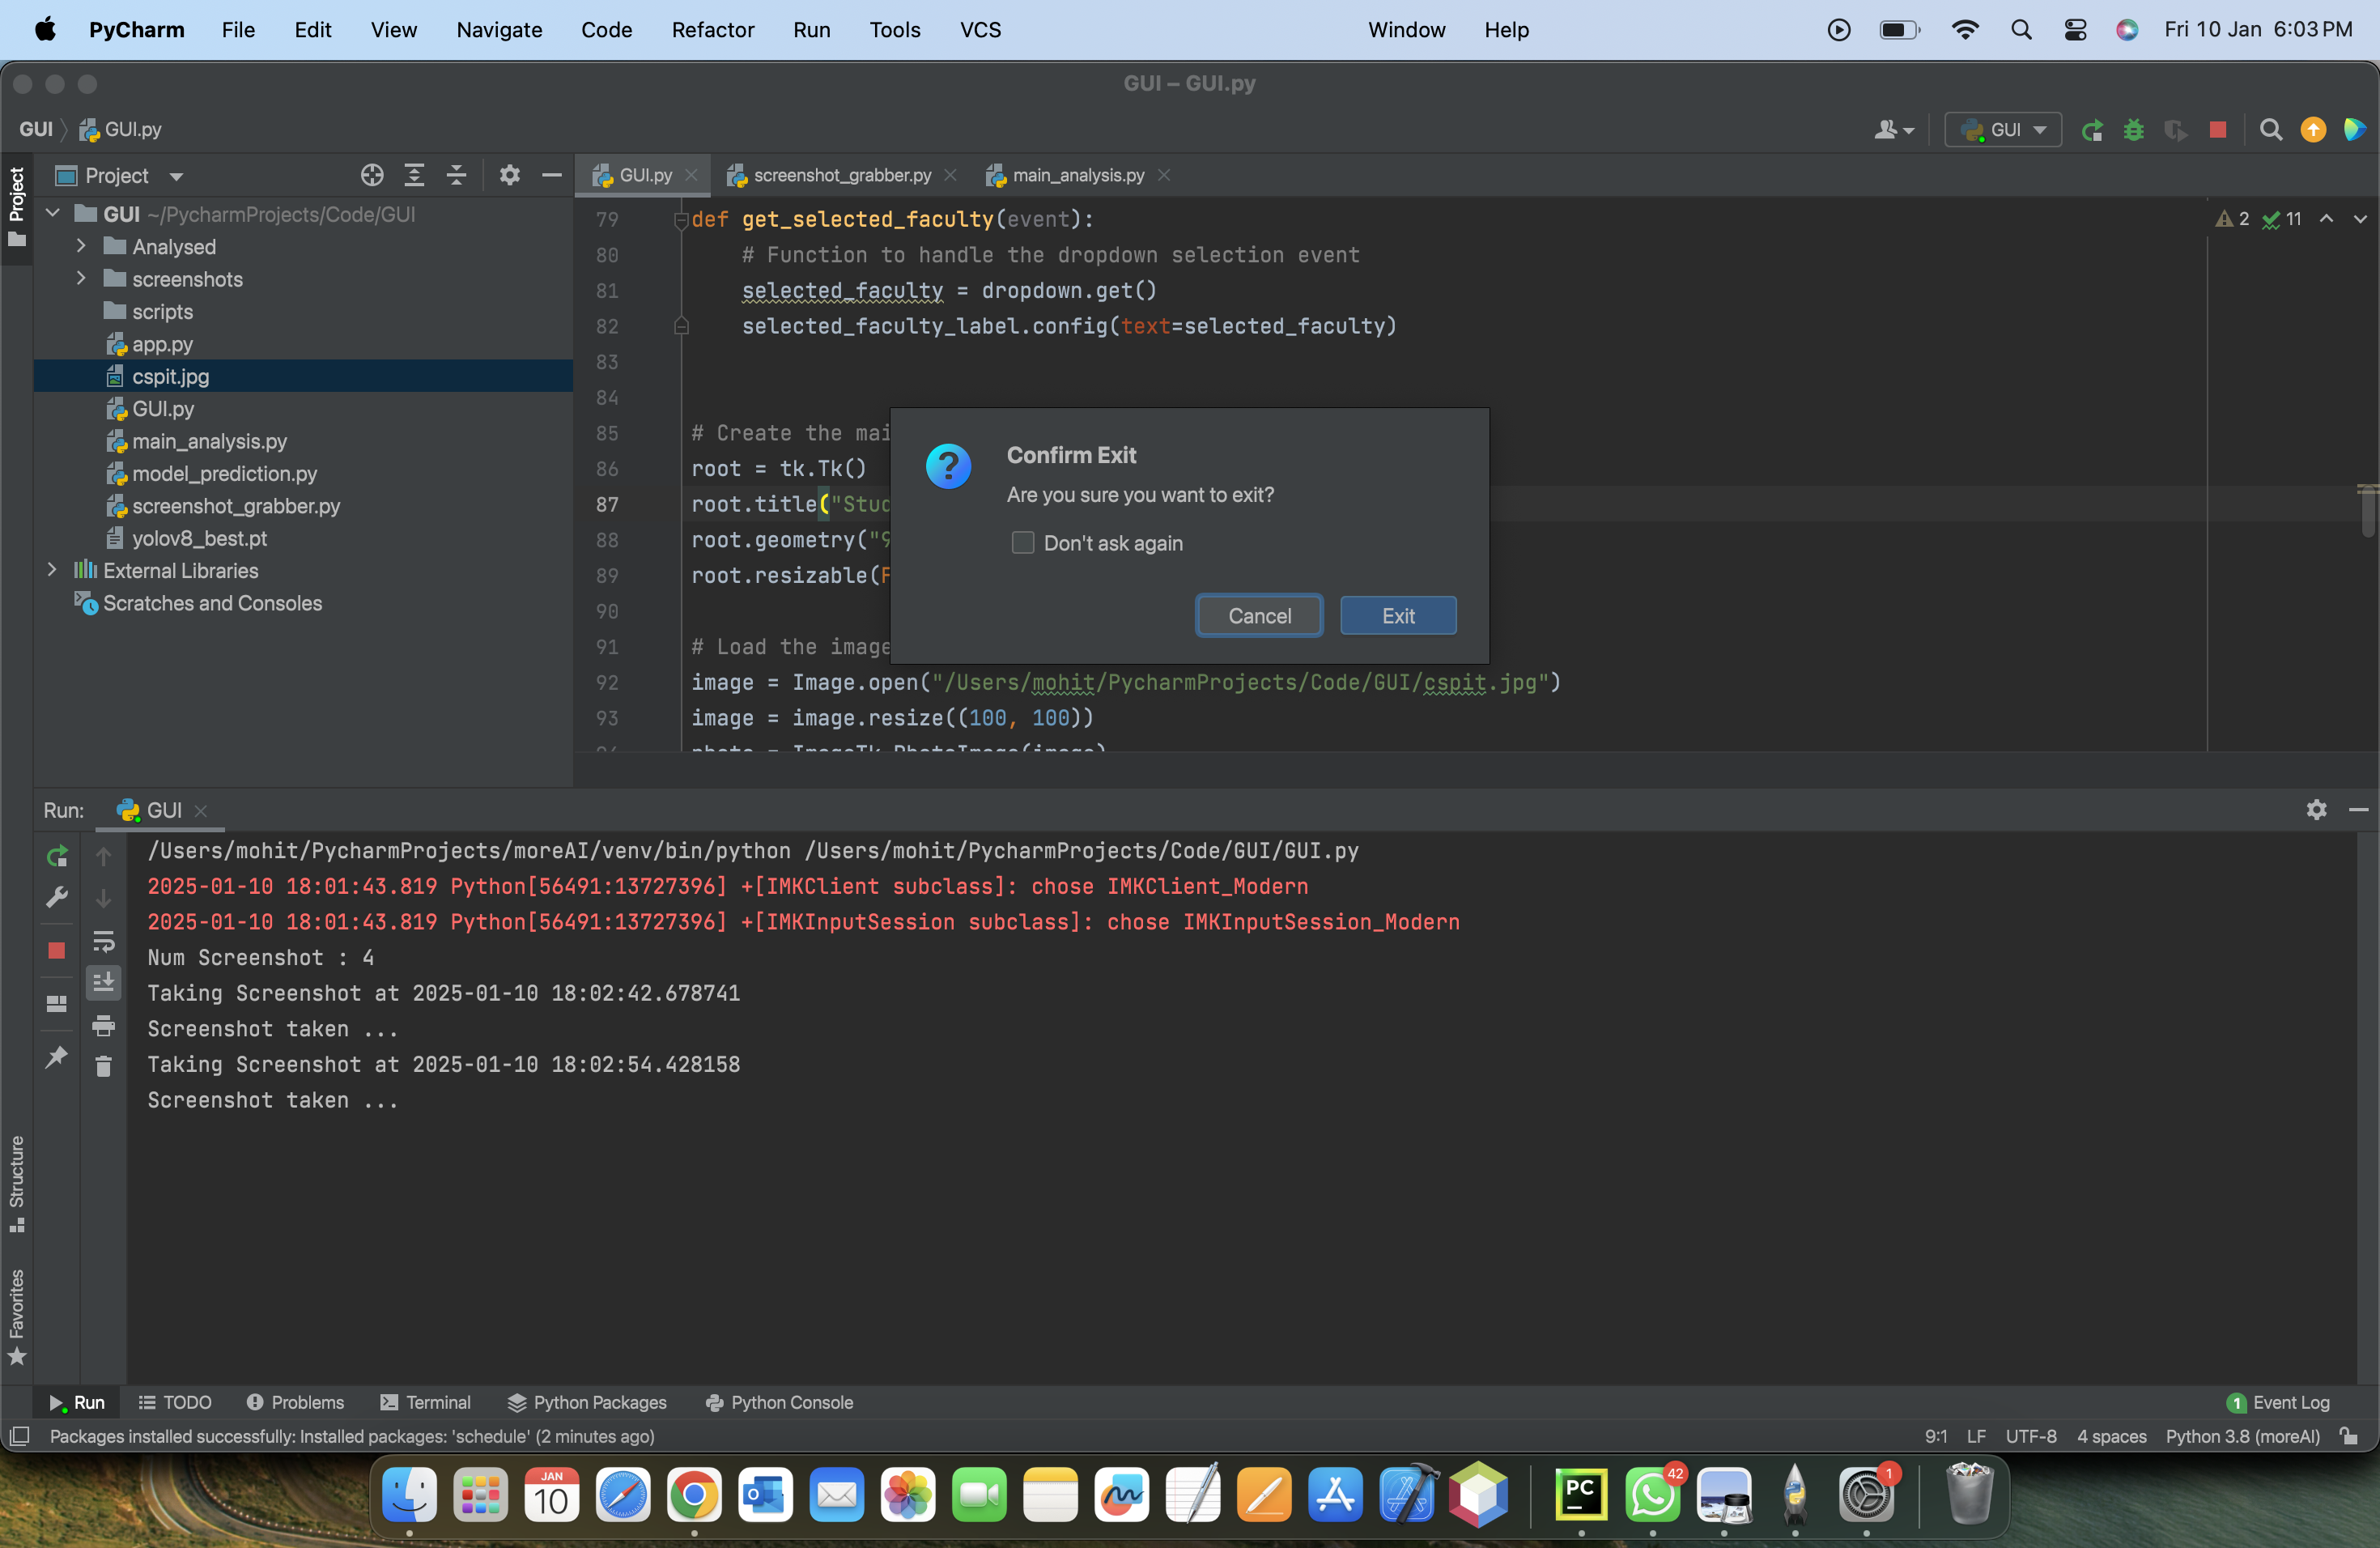 PyCharm File Edit View Navigate Code Refactor Run Tools VCS Window Help Fri 10 Jan 6:03 PM
GUI – GUI.py
GUI GUI.py GUI
Project GUI.py screenshot_grabber.py main_analysis.py
Project
GUI ~/PycharmProjects/Code/GUI
Analysed
screenshots
scripts
app.py
cspit.jpg
GUI.py
main_analysis.py
model_prediction.py
screenshot_grabber.py
yolov8_best.pt
External Libraries
Scratches and Consoles
2 11
79 def get_selected_faculty(event):
80 # Function to handle the dropdown selection event
81 selected_faculty = dropdown.get()
82 selected_faculty_label.config(text=selected_faculty)
83
84
85 # Create the mai
86 root = tk.Tk()
87 root.title("Stud
88 root.geometry("9
89 root.resizable(F
90
91 # Load the image
92 image = Image.open("/Users/mohit/PycharmProjects/Code/GUI/cspit.jpg")
93 image = image.resize((100, 100))
94 photo = ImageTk.PhotoImage(image)
Confirm Exit
Are you sure you want to exit?
Don't ask again
Cancel Exit
Run: GUI
/Users/mohit/PycharmProjects/moreAI/venv/bin/python /Users/mohit/PycharmProjects/Code/GUI/GUI.py
2025-01-10 18:01:43.819 Python[56491:13727396] +[IMKClient subclass]: chose IMKClient_Modern
2025-01-10 18:01:43.819 Python[56491:13727396] +[IMKInputSession subclass]: chose IMKInputSession_Modern
Num Screenshot : 4
Taking Screenshot at 2025-01-10 18:02:42.678741
Screenshot taken ...
Taking Screenshot at 2025-01-10 18:02:54.428158
Screenshot taken ...
Structure
Favorites
Run TODO Problems Terminal Python Packages Python Console 1 Event Log
Packages installed successfully: Installed packages: 'schedule' (2 minutes ago) 9:1 LF UTF-8 4 spaces Python 3.8 (moreAI)
JAN
10
PC
42
1